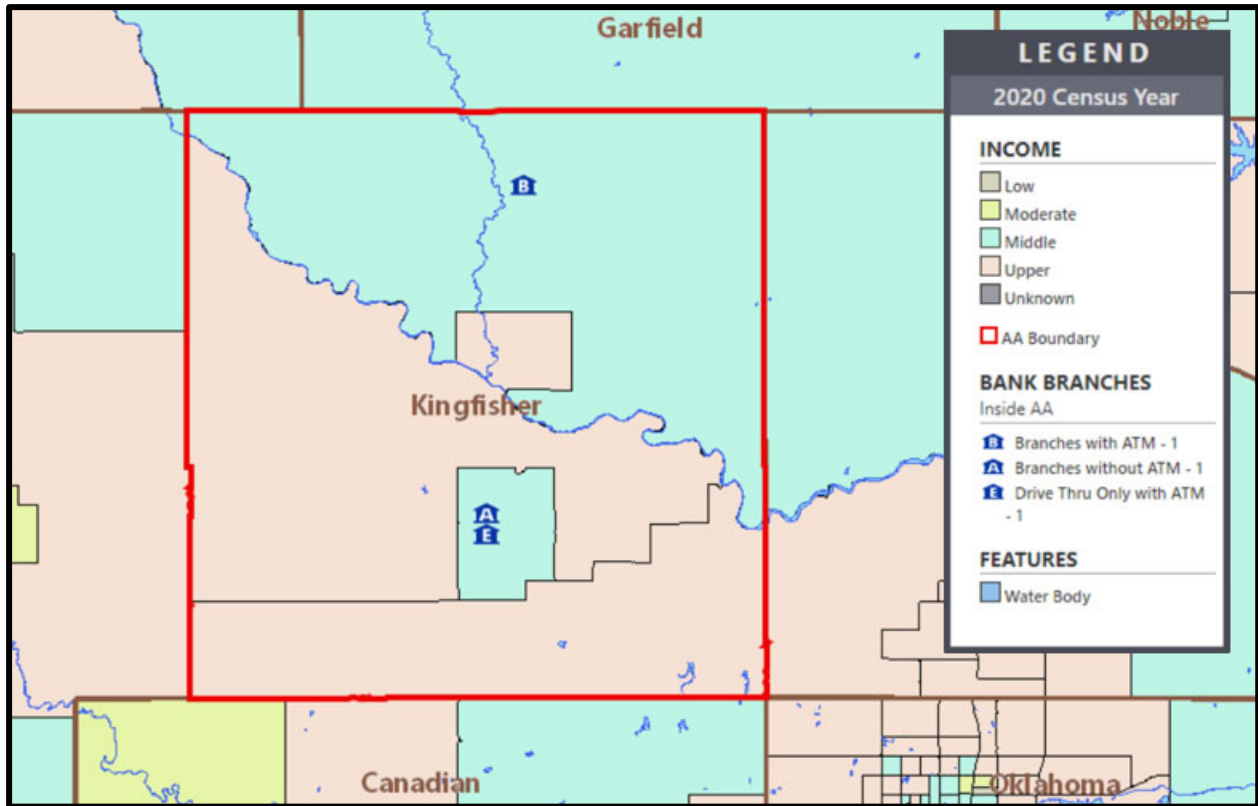 Garfield
Noble
Kingfisher
B
A
E
Canadian
Oklahoma
LEGEND
2020 Census Year
INCOME
Low
Moderate
Middle
Upper
Unknown
AA Boundary
BANK BRANCHES
Inside AA
B Branches with ATM - 1
A Branches without ATM - 1
E Drive Thru Only with ATM
- 1
FEATURES
Water Body